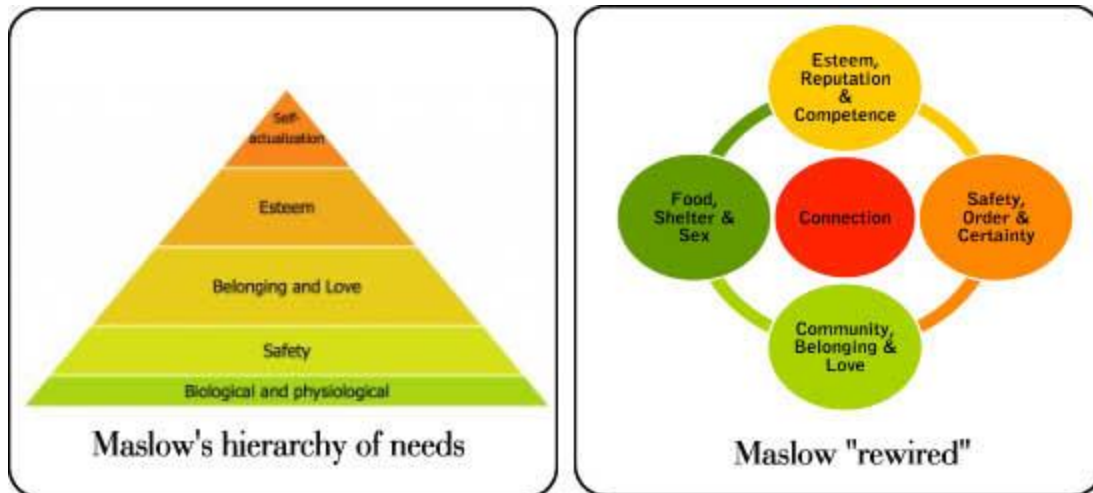 Self-
actualization
Esteem
Belonging and Love
Safety
Biological and physiological
Maslow's hierarchy of needs
Esteem,
Reputation
&
Competence
Food,
Shelter &
Sex
Connection
Safety,
Order &
Certainty
Community,
Belonging &
Love
Maslow "rewired"